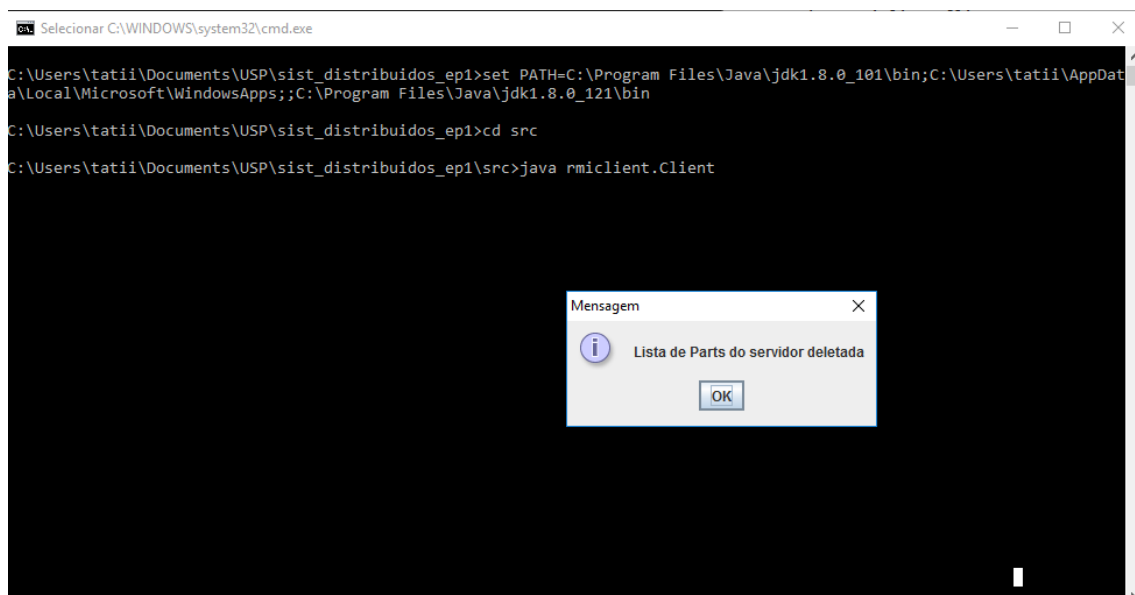 Selecionar C:\WINDOWS\system32\cmd.exe
C:\Users\tatii\Documents\USP\sist_distribuidos_ep1>set PATH=C:\Program Files\Java\jdk1.8.0_101\bin;C:\Users\tatii\AppDat
a\Local\Microsoft\WindowsApps;;C:\Program Files\Java\jdk1.8.0_121\bin
C:\Users\tatii\Documents\USP\sist_distribuidos_ep1>cd src
C:\Users\tatii\Documents\USP\sist_distribuidos_ep1\src>java rmiclient.Client
Mensagem
Lista de Parts do servidor deletada
OK